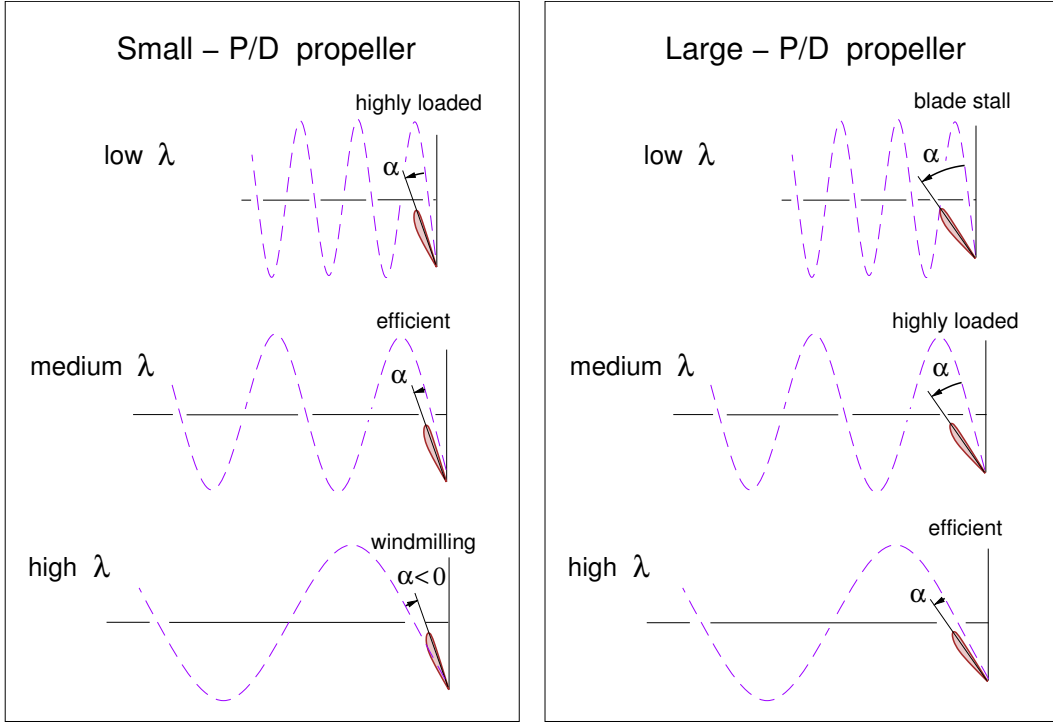 Small – P/D propeller
highly loaded
low λ
α
efficient
medium λ
α
windmilling
high λ
α < 0
Large – P/D propeller
blade stall
low λ
α
highly loaded
medium λ
α
efficient
high λ
α